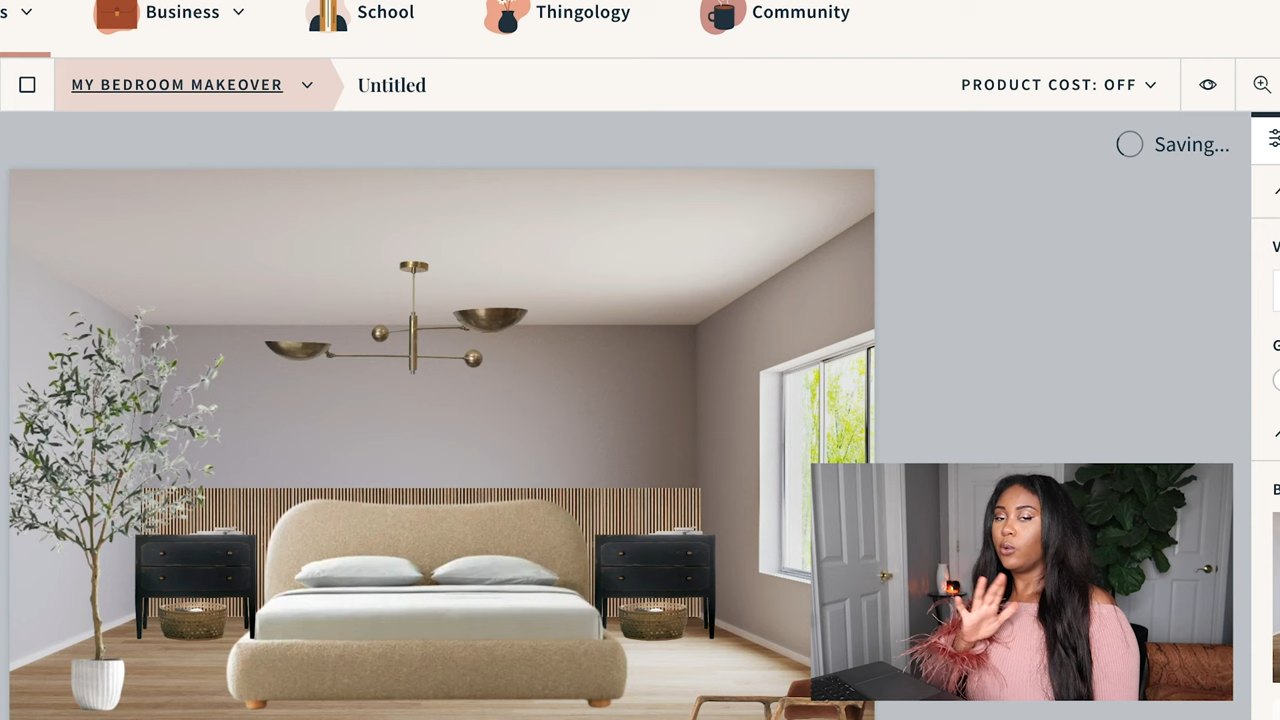 s Business School Thingology Community
MY BEDROOM MAKEOVER Untitled PRODUCT COST: OFF
Saving...